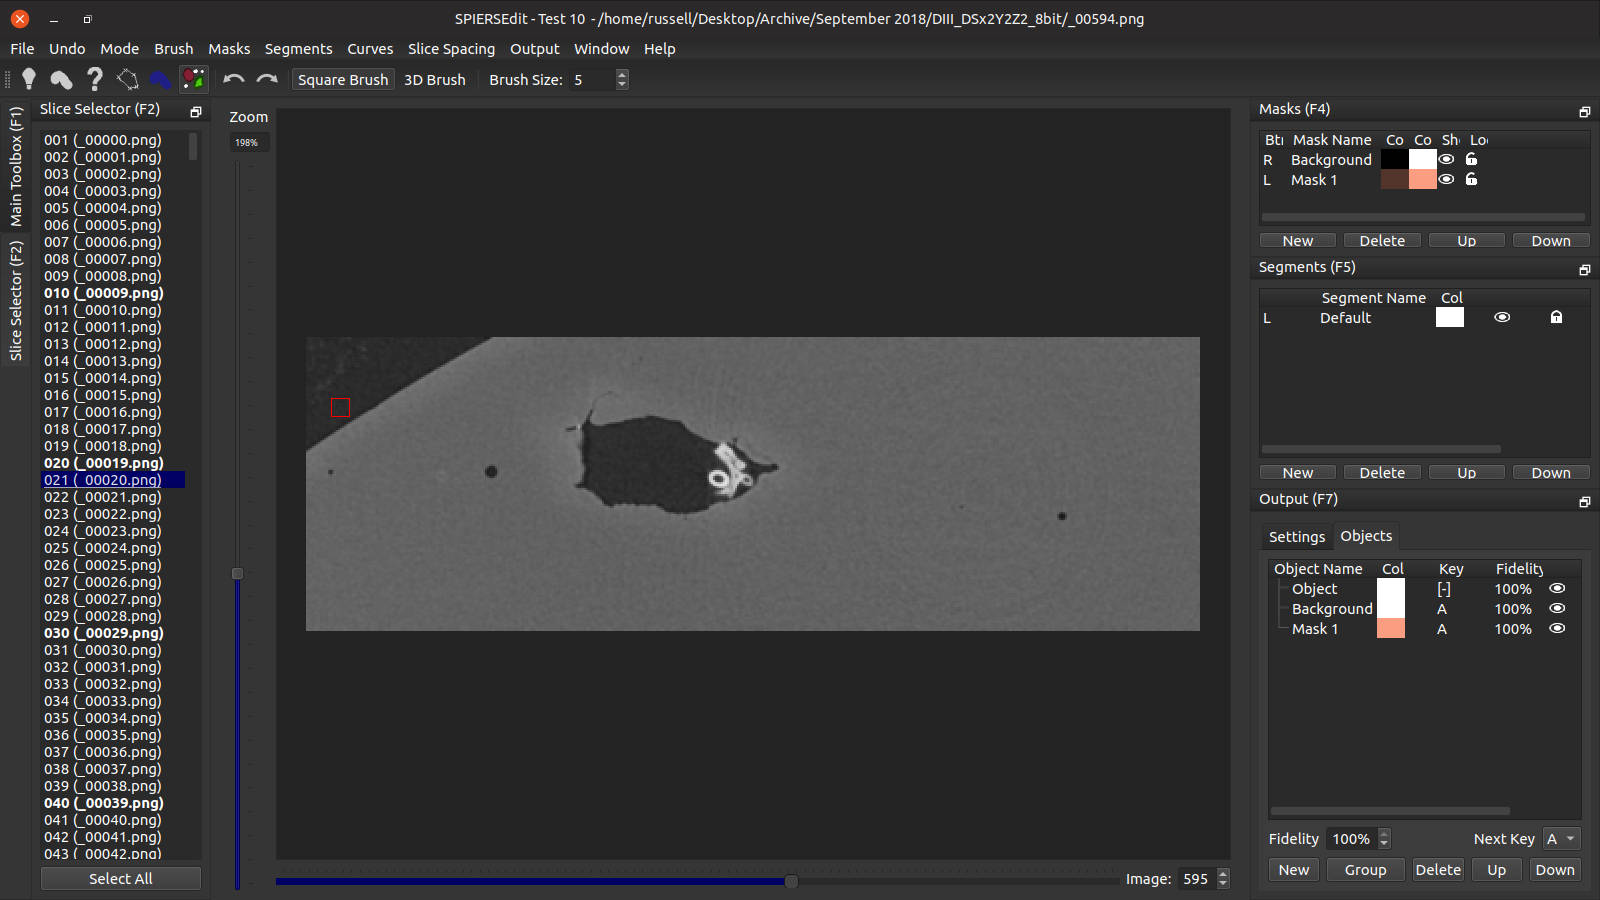 SPIERSEdit - Test 10 - /home/russell/Desktop/Archive/September 2018/DIII_DSx2Y2Z2_8bit/_00594.png
File Undo Mode Brush Masks Segments Curves Slice Spacing Output Window Help
Square Brush 3D Brush Brush Size: 5
Main Toolbox (F1)
Slice Selector (F2)
Slice Selector (F2)
001 (_00000.png)
002 (_00001.png)
003 (_00002.png)
004 (_00003.png)
005 (_00004.png)
006 (_00005.png)
007 (_00006.png)
008 (_00007.png)
009 (_00008.png)
010 (_00009.png)
011 (_00010.png)
012 (_00011.png)
013 (_00012.png)
014 (_00013.png)
015 (_00014.png)
016 (_00015.png)
017 (_00016.png)
018 (_00017.png)
019 (_00018.png)
020 (_00019.png)
021 (_00020.png)
022 (_00021.png)
023 (_00022.png)
024 (_00023.png)
025 (_00024.png)
026 (_00025.png)
027 (_00026.png)
028 (_00027.png)
029 (_00028.png)
030 (_00029.png)
031 (_00030.png)
032 (_00031.png)
033 (_00032.png)
034 (_00033.png)
035 (_00034.png)
036 (_00035.png)
037 (_00036.png)
038 (_00037.png)
039 (_00038.png)
040 (_00039.png)
041 (_00040.png)
042 (_00041.png)
043 (_00042.png)
Select All
Zoom
198%
Image: 595
Masks (F4)
Btn Mask Name Co Co Sh Loc
R Background
L Mask 1
New Delete Up Down
Segments (F5)
Segment Name Col
L Default
New Delete Up Down
Output (F7)
Settings Objects
Object Name Col Key Fidelity
Object [-] 100%
Background A 100%
Mask 1 A 100%
Fidelity 100% Next Key A
New Group Delete Up Down